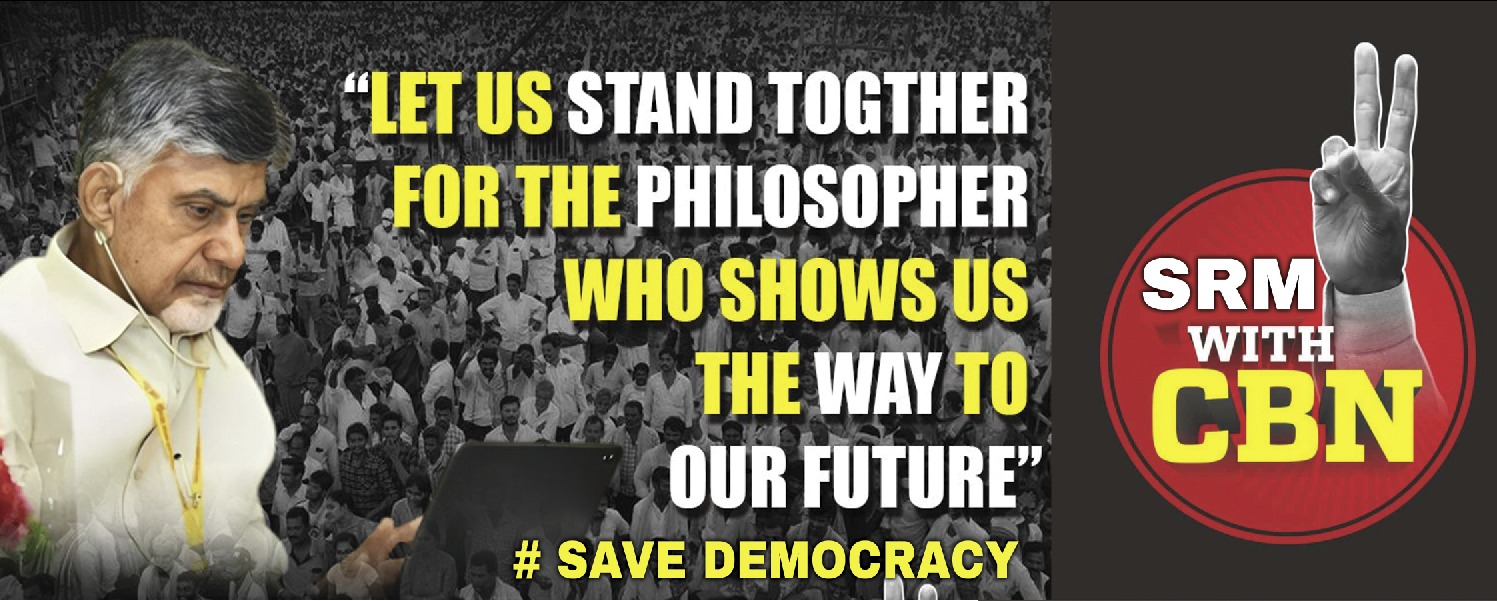 “LET US STAND TOGTHER
FOR THE PHILOSOPHER
WHO SHOWS US
THE WAY TO
OUR FUTURE”
# SAVE DEMOCRACY
SRM
WITH
CBN